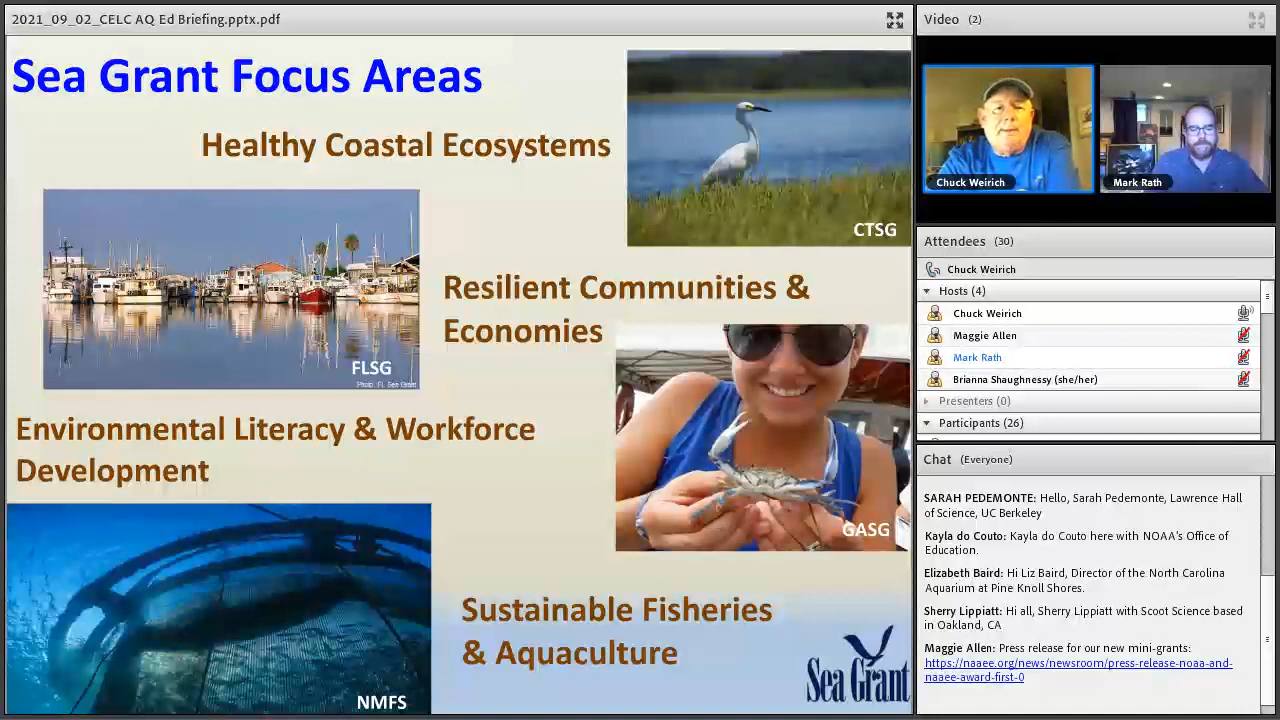 2021_09_02_CELC AQ Ed Briefing.pptx.pdf
Sea Grant Focus Areas
Healthy Coastal Ecosystems
CTSG
FLSG
Photo: FL Sea Grant
Resilient Communities &
Economies
GASG
Environmental Literacy & Workforce
Development
NMFS
Sustainable Fisheries
& Aquaculture
Sea Grant
Video (2)
Chuck Weirich
Mark Rath
Attendees (30)
Chuck Weirich
Hosts (4)
Chuck Weirich
Maggie Allen
Mark Rath
Brianna Shaughnessy (she/her)
Presenters (0)
Participants (26)
Chat (Everyone)
SARAH PEDEMONTE: Hello, Sarah Pedemonte, Lawrence Hall
of Science, UC Berkeley
Kayla do Couto: Kayla do Couto here with NOAA's Office of
Education.
Elizabeth Baird: Hi Liz Baird, Director of the North Carolina
Aquarium at Pine Knoll Shores.
Sherry Lippiatt: Hi all, Sherry Lippiatt with Scoot Science based
in Oakland, CA
Maggie Allen: Press release for our new mini-grants:
https://naaee.org/news/newsroom/press-release-noaa-and-
naaee-award-first-0